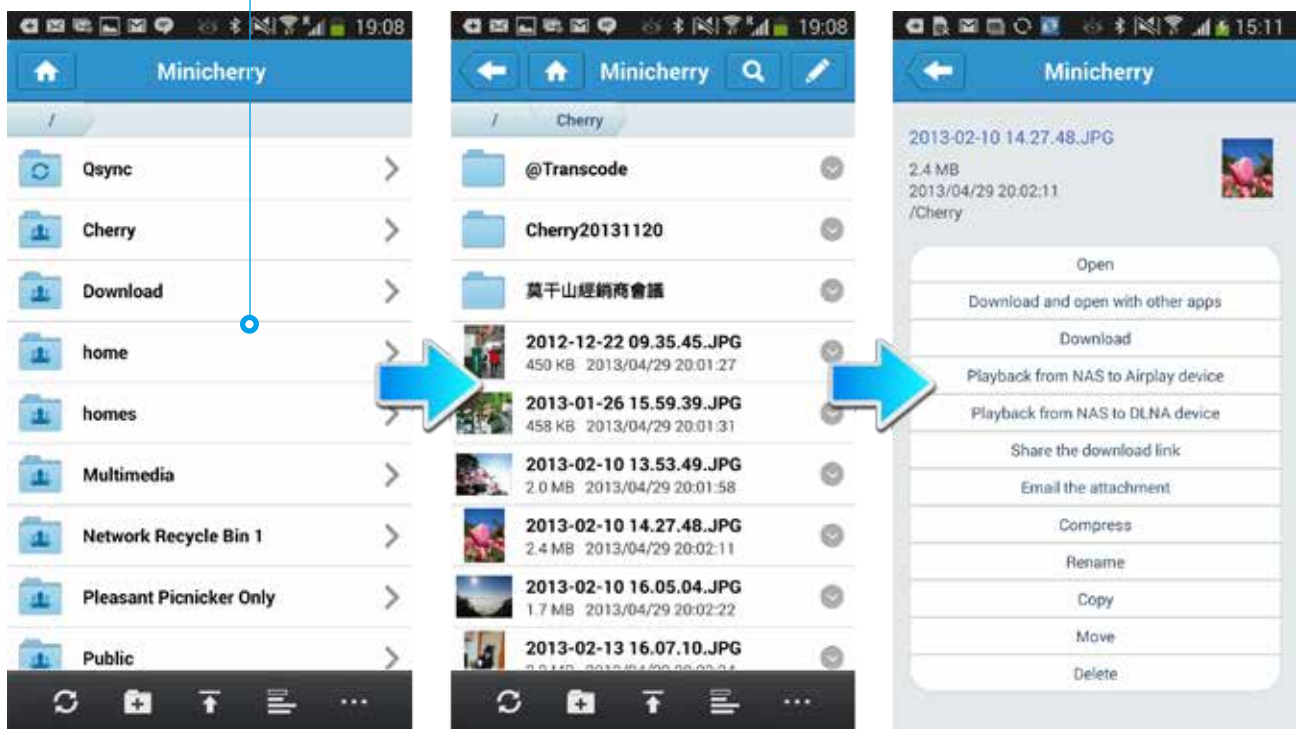 19:08
Minicherry
/
Qsync
Cherry
Download
home
homes
Multimedia
Network Recycle Bin 1
Pleasant Picnicker Only
Public
19:08
Minicherry
/ Cherry
@Transcode
Cherry20131120
莫干山經銷商會議
2012-12-22 09.35.45.JPG
450 KB 2013/04/29 20:01:27
2013-01-26 15.59.39.JPG
458 KB 2013/04/29 20:01:31
2013-02-10 13.53.49.JPG
2.0 MB 2013/04/29 20:01:58
2013-02-10 14.27.48.JPG
2.4 MB 2013/04/29 20:02:11
2013-02-10 16.05.04.JPG
1.7 MB 2013/04/29 20:02:22
2013-02-13 16.07.10.JPG
15:11
Minicherry
2013-02-10 14.27.48.JPG
2.4 MB
2013/04/29 20:02:11
/Cherry
Open
Download and open with other apps
Download
Playback from NAS to Airplay device
Playback from NAS to DLNA device
Share the download link
Email the attachment
Compress
Rename
Copy
Move
Delete